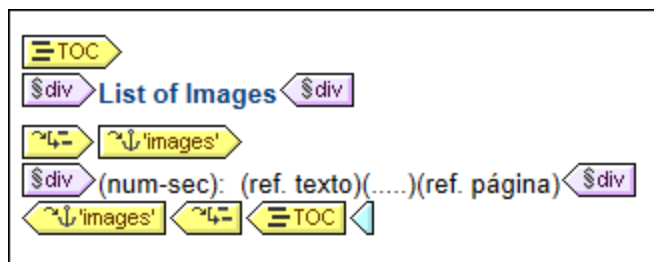 TOC
§div List of Images §div
'images'
§div (num-sec): (ref. texto)(.....)(ref. página) §div
'images' TOC